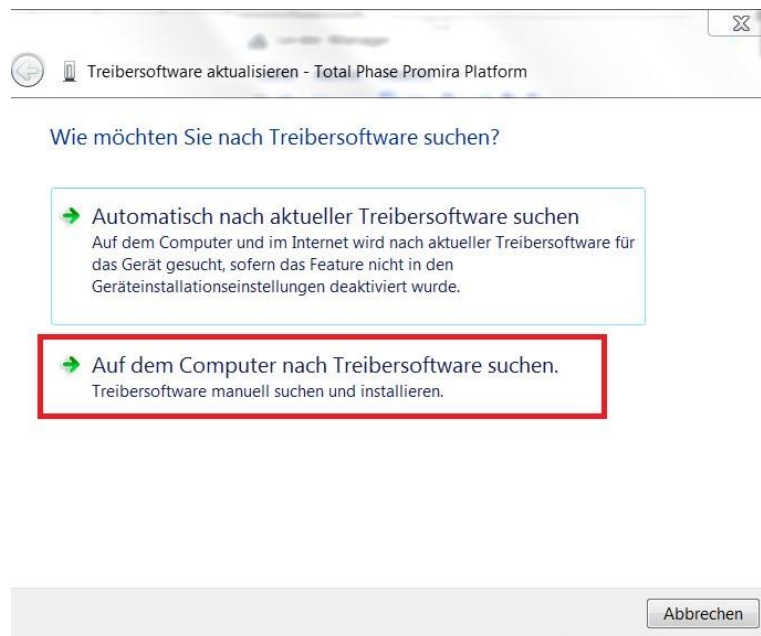 Treibersoftware aktualisieren - Total Phase Promira Platform
Wie möchten Sie nach Treibersoftware suchen?
Automatisch nach aktueller Treibersoftware suchen
Auf dem Computer und im Internet wird nach aktueller Treibersoftware für
das Gerät gesucht, sofern das Feature nicht in den
Geräteinstallationseinstellungen deaktiviert wurde.
Auf dem Computer nach Treibersoftware suchen.
Treibersoftware manuell suchen und installieren.
Abbrechen